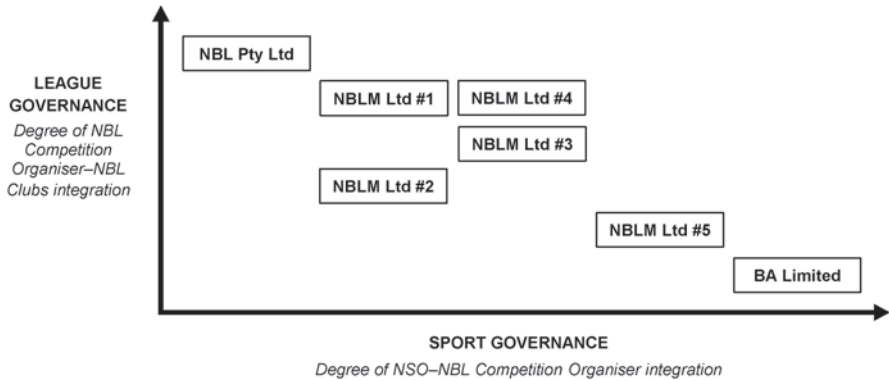 NBL Pty Ltd
LEAGUE
GOVERNANCE
Degree of NBL
Competition
Organiser–NBL
Clubs integration
NBLM Ltd #1
NBLM Ltd #4
NBLM Ltd #3
NBLM Ltd #2
NBLM Ltd #5
BA Limited
SPORT GOVERNANCE
Degree of NSO–NBL Competition Organiser integration